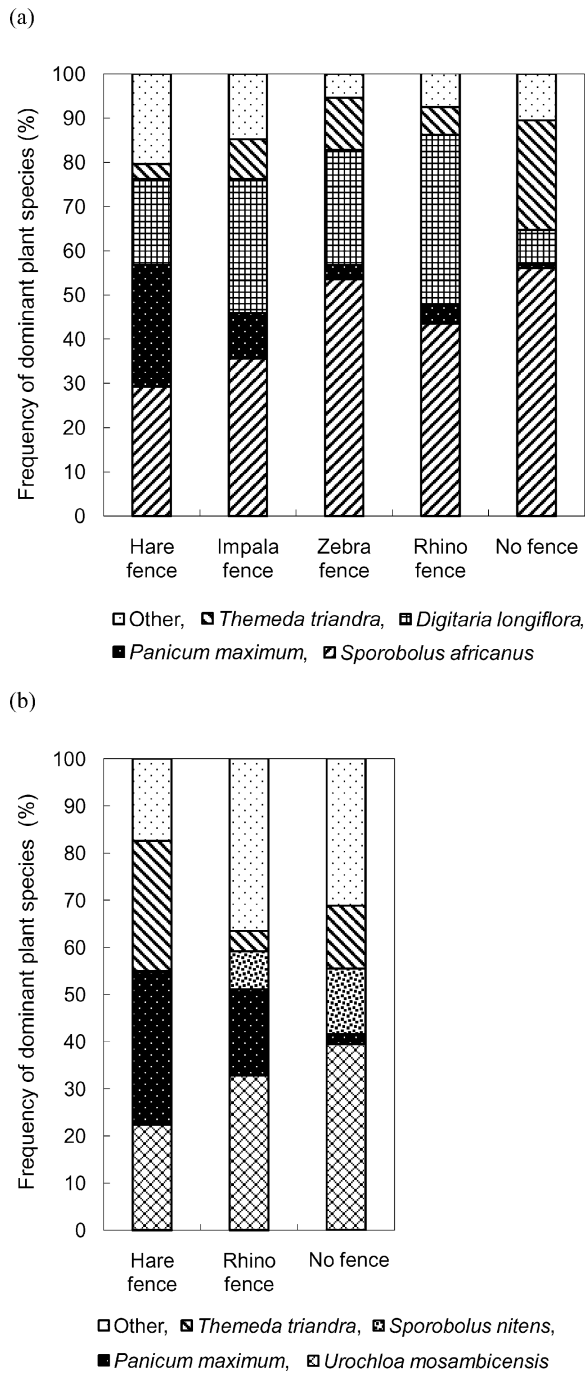 (a)
Frequency of dominant plant species (%)
100
90
80
70
60
50
40
30
20
10
0
Hare fence
Impala fence
Zebra fence
Rhino fence
No fence
Other, Themeda triandra, Digitaria longiflora,
Panicum maximum, Sporobolus africanus
(b)
Frequency of dominant plant species (%)
100
90
80
70
60
50
40
30
20
10
0
Hare fence
Rhino fence
No fence
Other, Themeda triandra, Sporobolus nitens,
Panicum maximum, Urochloa mosambicensis